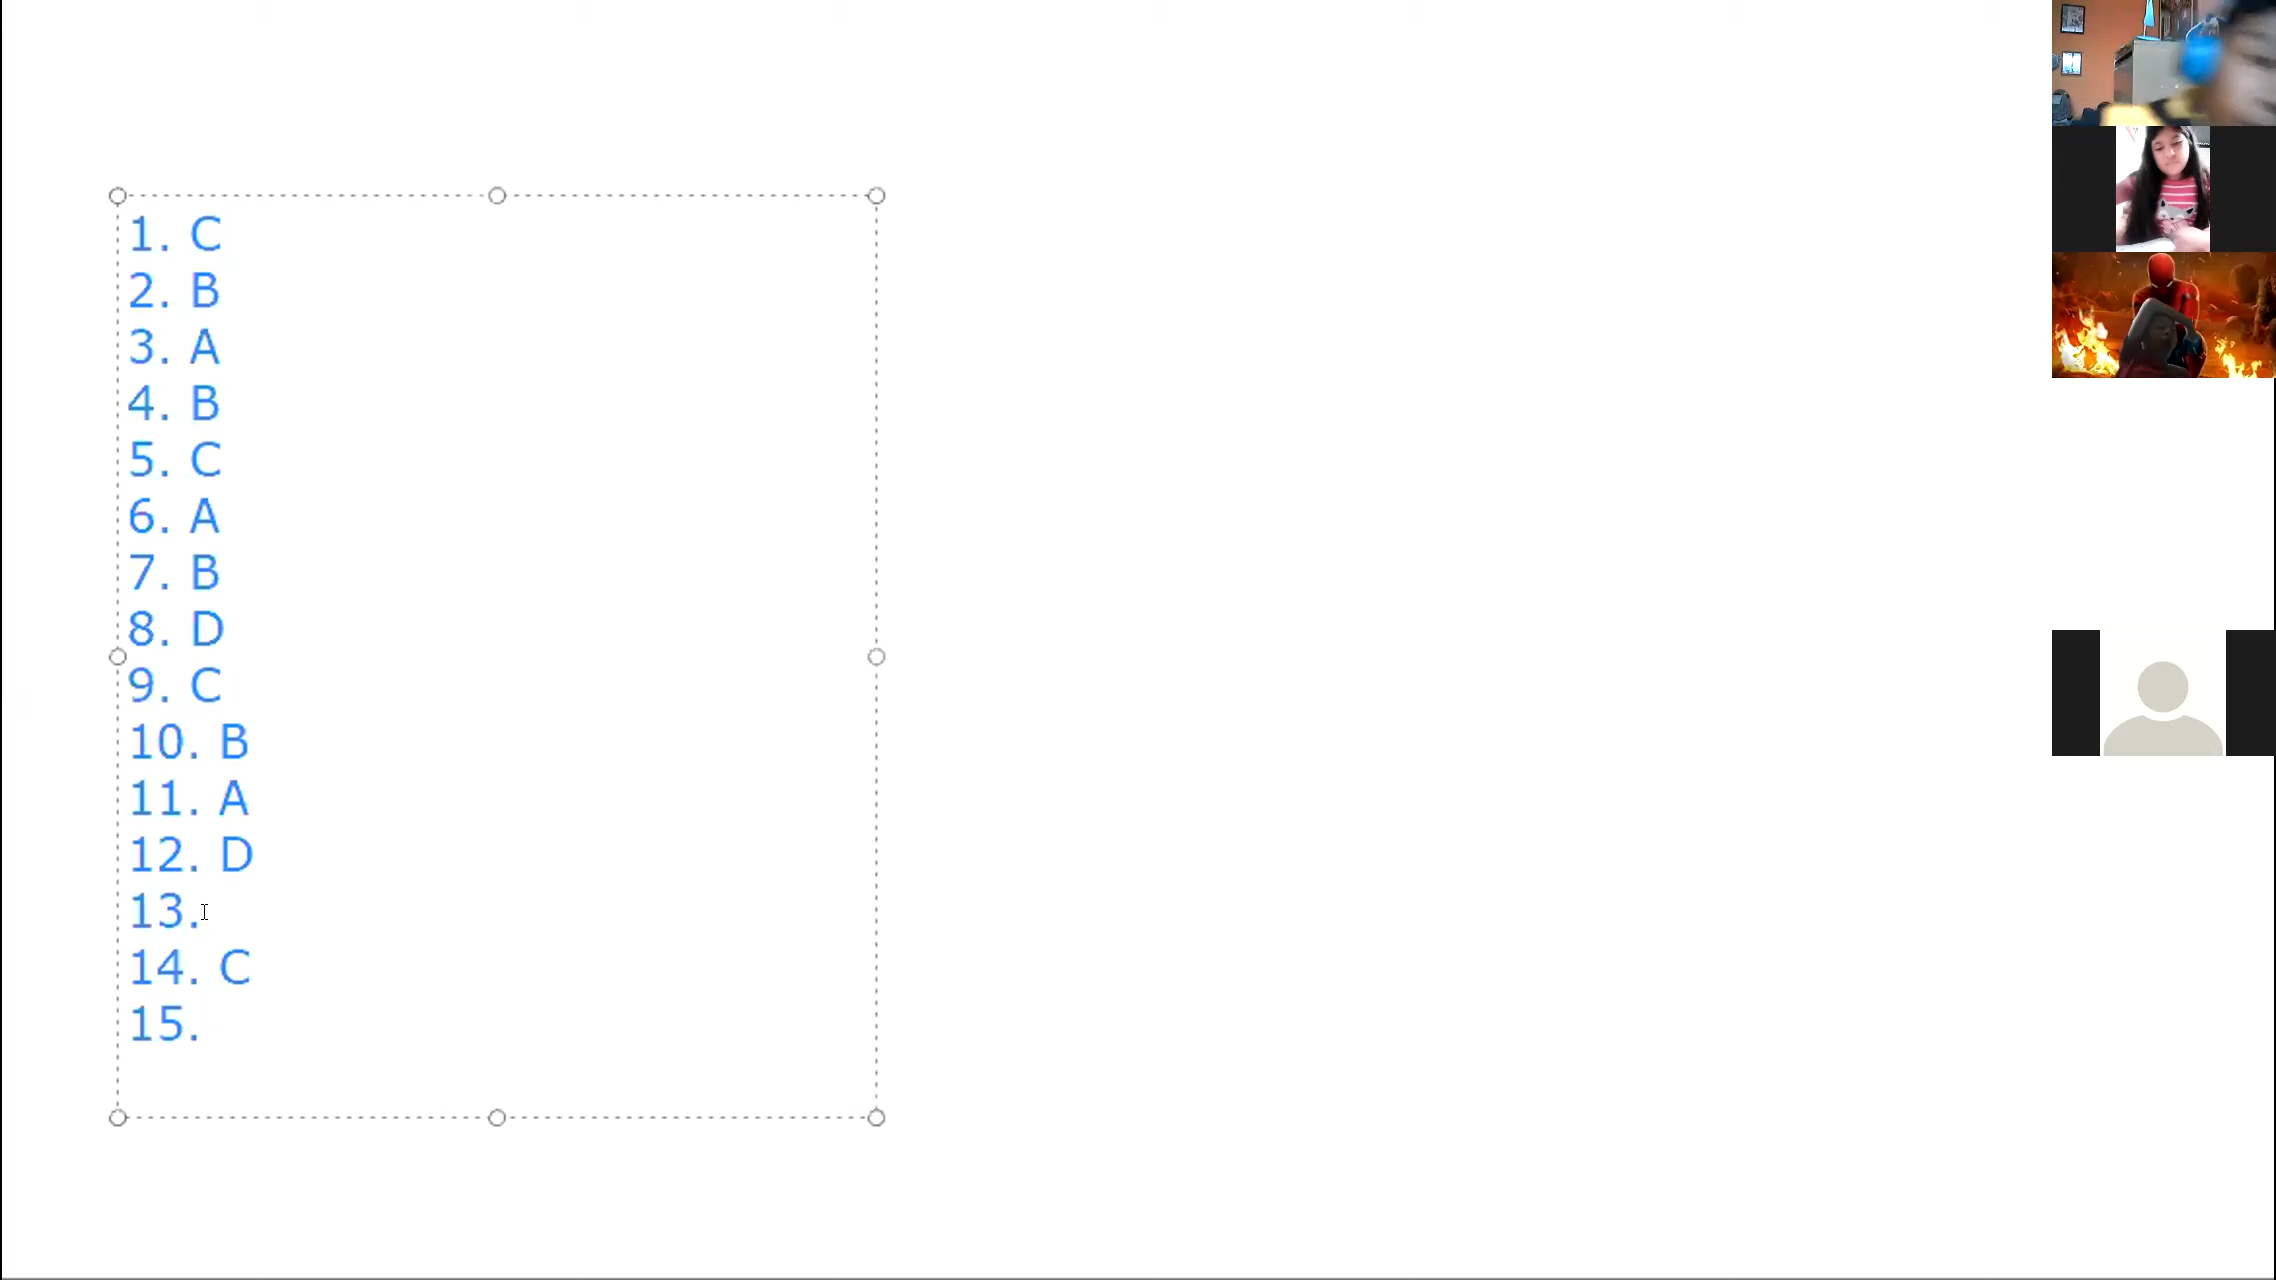 1. C
2. B
3. A
4. B
5. C
6. A
7. B
8. D
9. C
10. B
11. A
12. D
13.
14. C
15.